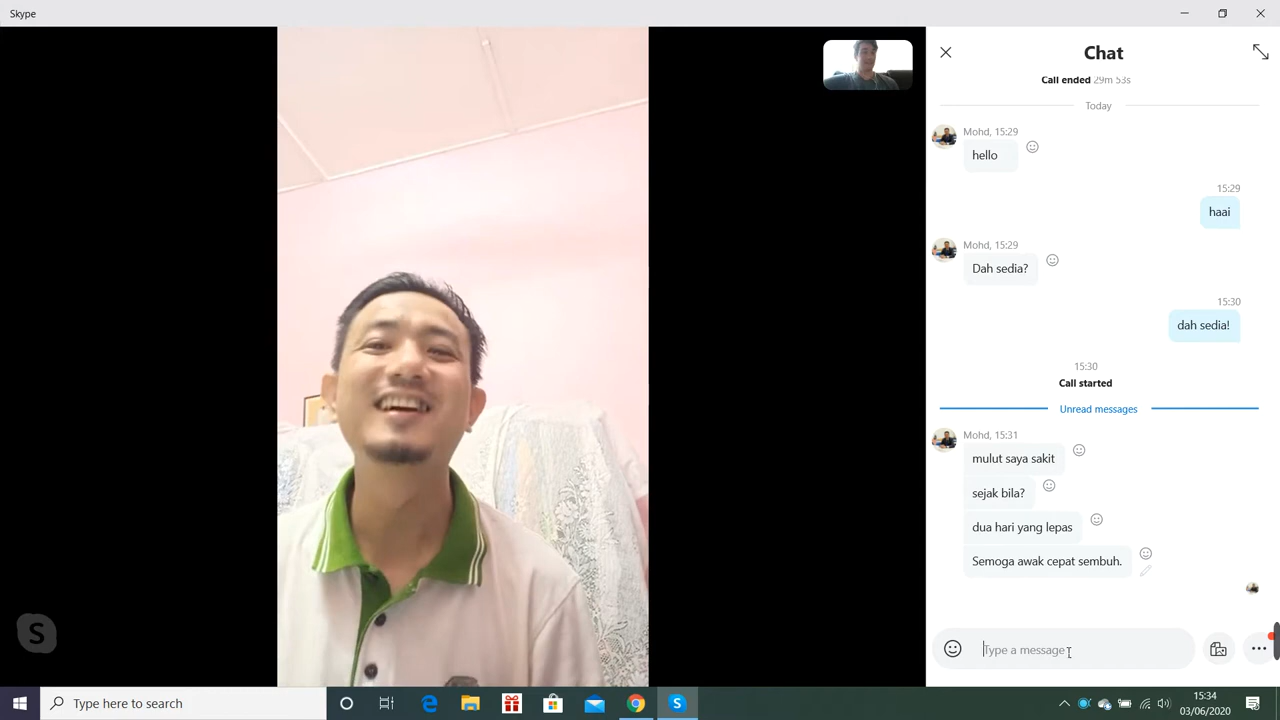 Skype
Chat
Call ended 29m 53s
Today
Mohd, 15:29
hello
15:29
haai
Mohd, 15:29
Dah sedia?
15:30
dah sedia!
15:30
Call started
Unread messages
Mohd, 15:31
mulut saya sakit
sejak bila?
dua hari yang lepas
Semoga awak cepat sembuh.
Type a message
S
Type here to search
15:34
03/06/2020